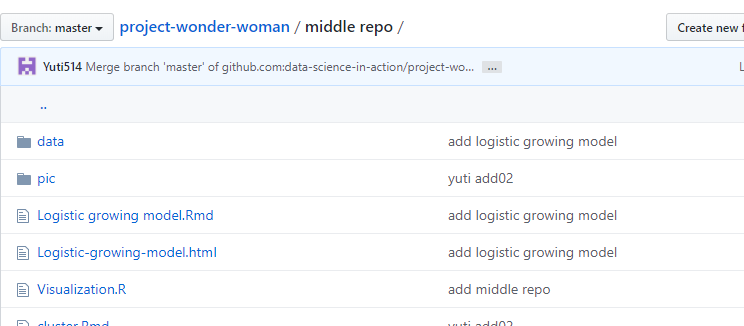 Branch: master project-wonder-woman / middle repo / Create new
Yuti514 Merge branch 'master' of github.com:data-science-in-action/project-wo... ...
..
data add logistic growing model
pic yuti add02
Logistic growing model.Rmd add logistic growing model
Logistic-growing-model.html add logistic growing model
Visualization.R add middle repo
cluster.Rmd yuti add02